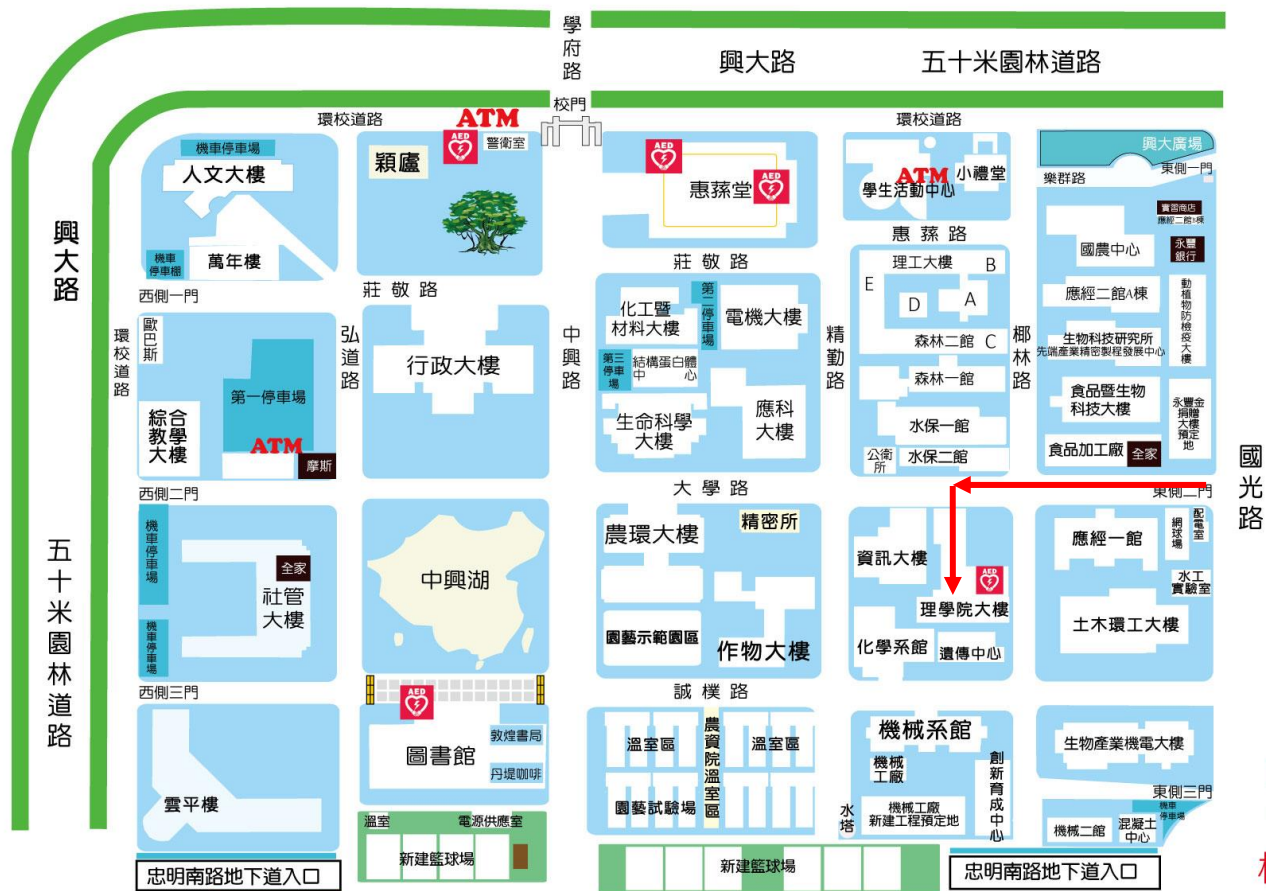 學府路
興大路
五十米園林道路
校門
環校道路
ATM
AED
警衛室
環校道路
機車停車場
人文大樓
穎廬
AED
惠蓀堂
AED
ATM
學生活動中心
小禮堂
興大廣場
東側一門
樂群路
實習商店
應經二館B棟
興大路
機車
停車棚
萬年樓
惠蓀路
國農中心
永豐
銀行
西側一門
莊敬路
莊敬路
理工大樓
B
E
D
A
應經二館A棟
動植物防檢疫大樓
歐巴斯
環校道路
弘道路
行政大樓
中興路
化工暨
材料大樓
第二停車場
電機大樓
精勤路
森林二館 C
椰林路
生物科技研究所
先端產業精密製程發展中心
第一停車場
第三
停車
場
結構蛋白體
中心
森林一館
食品暨生物
科技大樓
永豐金
捐贈
大樓
預定
地
綜合
教學
大樓
ATM
摩斯
生命科學
大樓
應科
大樓
水保一館
公衛
所
水保二館
食品加工廠
全家
國光路
西側二門
大學路
東側二門
機車停車場
全家
社管
大樓
中興湖
農環大樓
精密所
資訊大樓
AED
理學院大樓
應經一館
網球場
配電室
水工
實驗室
五十米園林道路
機車停車場
園藝示範園區
作物大樓
化學系館
遺傳中心
土木環工大樓
西側三門
誠樸路
AED
圖書館
敦煌書局
丹堤咖啡
溫室區
農資院溫室區
溫室區
機械系館
機械
工廠
創新育成中心
生物產業機電大樓
雲平樓
園藝試驗場
水塔
機械工廠
新建工程預定地
東側三門
機車
停車場
機械二館
混凝土
中心
溫室
電源供應室
新建籃球場
新建籃球場
忠明南路地下道入口
忠明南路地下道入口